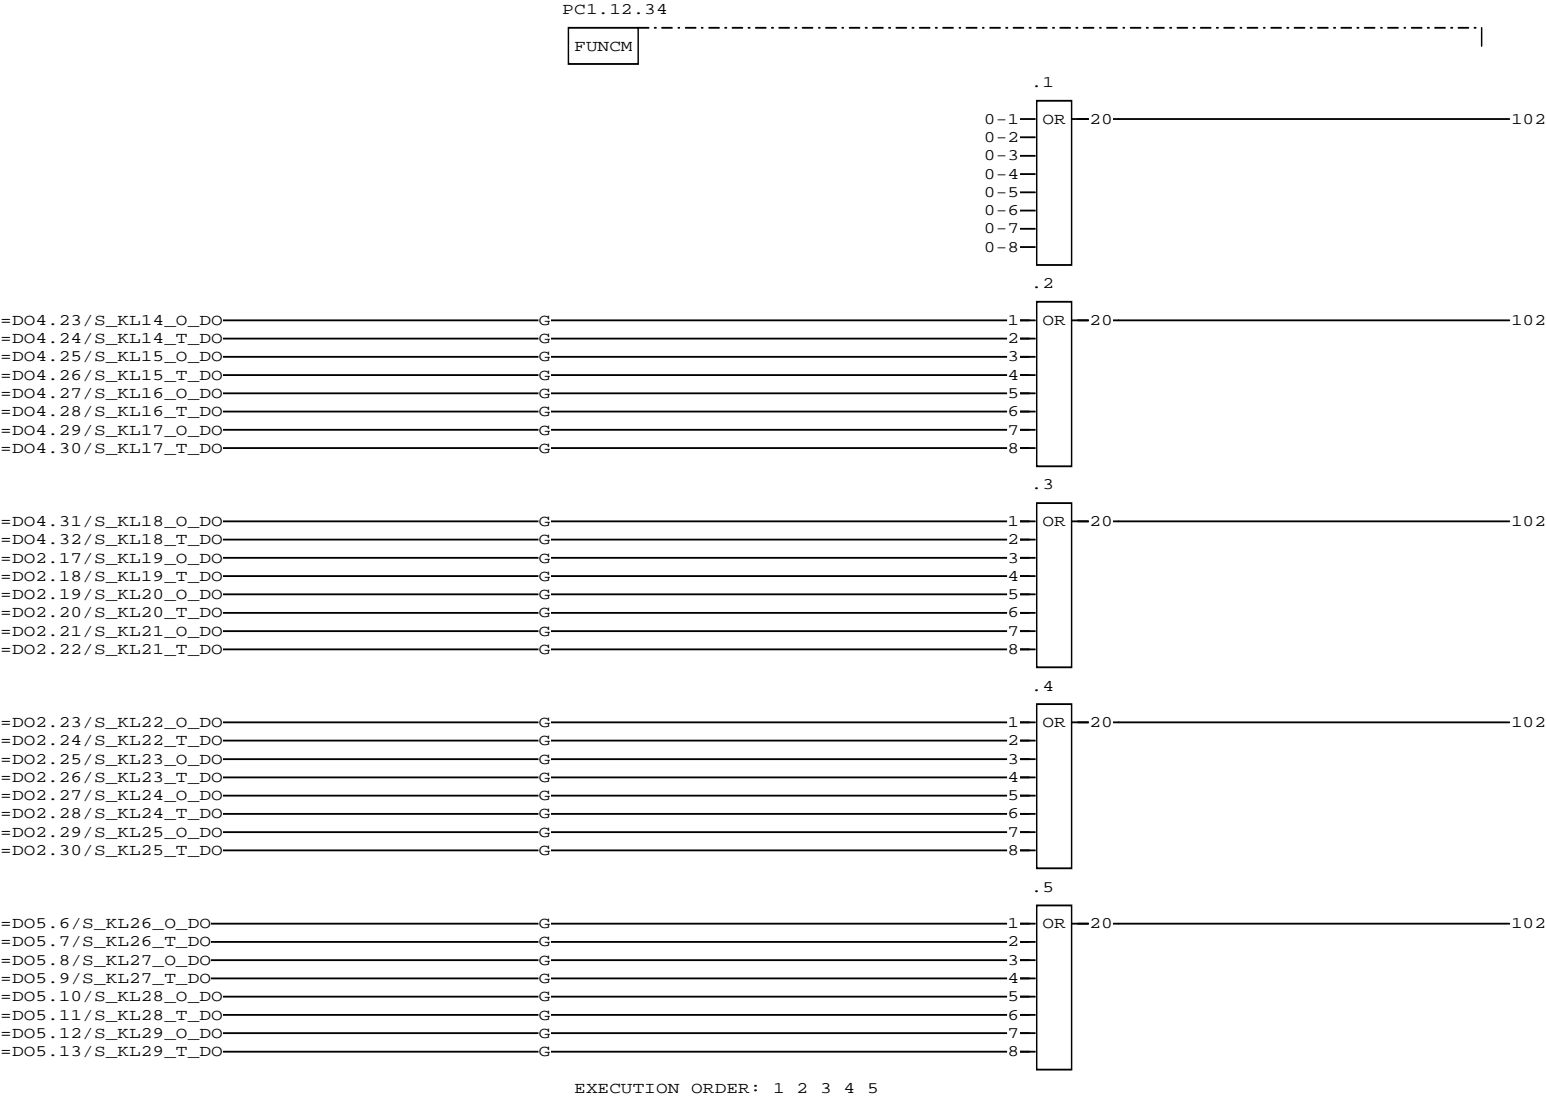 PC1.12.34
FUNCM
.1
0-1 OR 20 102
0-2
0-3
0-4
0-5
0-6
0-7
0-8
.2
=DO4.23/S_KL14_O_DO G 1 OR 20 102
=DO4.24/S_KL14_T_DO G 2
=DO4.25/S_KL15_O_DO G 3
=DO4.26/S_KL15_T_DO G 4
=DO4.27/S_KL16_O_DO G 5
=DO4.28/S_KL16_T_DO G 6
=DO4.29/S_KL17_O_DO G 7
=DO4.30/S_KL17_T_DO G 8
.3
=DO4.31/S_KL18_O_DO G 1 OR 20 102
=DO4.32/S_KL18_T_DO G 2
=DO2.17/S_KL19_O_DO G 3
=DO2.18/S_KL19_T_DO G 4
=DO2.19/S_KL20_O_DO G 5
=DO2.20/S_KL20_T_DO G 6
=DO2.21/S_KL21_O_DO G 7
=DO2.22/S_KL21_T_DO G 8
.4
=DO2.23/S_KL22_O_DO G 1 OR 20 102
=DO2.24/S_KL22_T_DO G 2
=DO2.25/S_KL23_O_DO G 3
=DO2.26/S_KL23_T_DO G 4
=DO2.27/S_KL24_O_DO G 5
=DO2.28/S_KL24_T_DO G 6
=DO2.29/S_KL25_O_DO G 7
=DO2.30/S_KL25_T_DO G 8
.5
=DO5.6/S_KL26_O_DO G 1 OR 20 102
=DO5.7/S_KL26_T_DO G 2
=DO5.8/S_KL27_O_DO G 3
=DO5.9/S_KL27_T_DO G 4
=DO5.10/S_KL28_O_DO G 5
=DO5.11/S_KL28_T_DO G 6
=DO5.12/S_KL29_O_DO G 7
=DO5.13/S_KL29_T_DO G 8
EXECUTION ORDER: 1 2 3 4 5